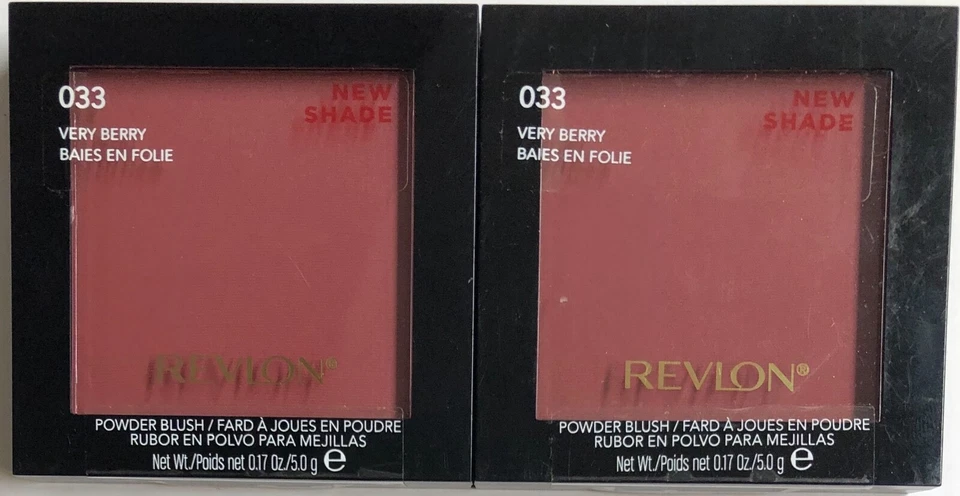 033
NEW
SHADE
VERY BERRY
BAIES EN FOLIE
REVLON®
POWDER BLUSH / FARD À JOUES EN POUDRE
RUBOR EN POLVO PARA MEJILLAS
Net Wt./Poids net 0.17 Oz./5.0 g ℮
033
NEW
SHADE
VERY BERRY
BAIES EN FOLIE
REVLON®
POWDER BLUSH / FARD À JOUES EN POUDRE
RUBOR EN POLVO PARA MEJILLAS
Net Wt./Poids net 0.17 Oz./5.0 g ℮